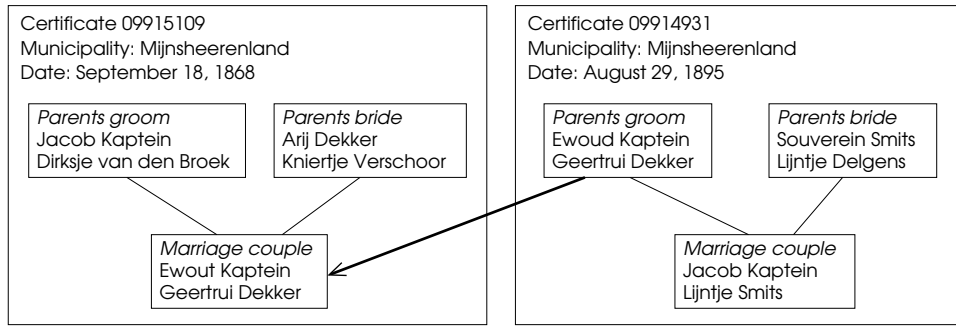 Certificate 09915109
Municipality: Mijnsheerenland
Date: September 18, 1868
Parents groom
Jacob Kaptein
Dirksje van den Broek
Parents bride
Arij Dekker
Kniertje Verschoor
Marriage couple
Ewout Kaptein
Geertrui Dekker
Certificate 09914931
Municipality: Mijnsheerenland
Date: August 29, 1895
Parents groom
Ewoud Kaptein
Geertrui Dekker
Parents bride
Souverein Smits
Lijntje Delgens
Marriage couple
Jacob Kaptein
Lijntje Smits